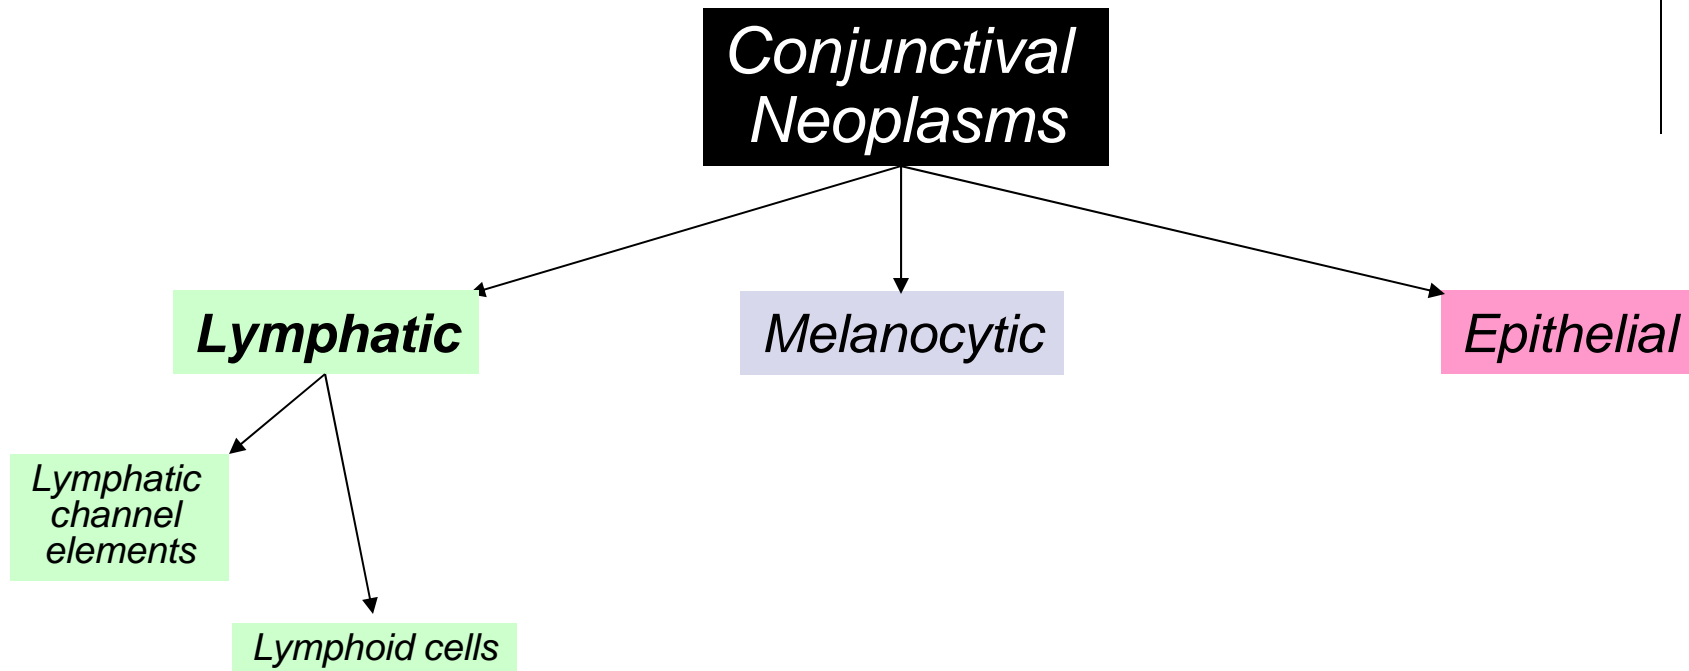 Conjunctival
Neoplasms
Lymphatic
Melanocytic
Epithelial
Lymphatic
channel
elements
Lymphoid cells